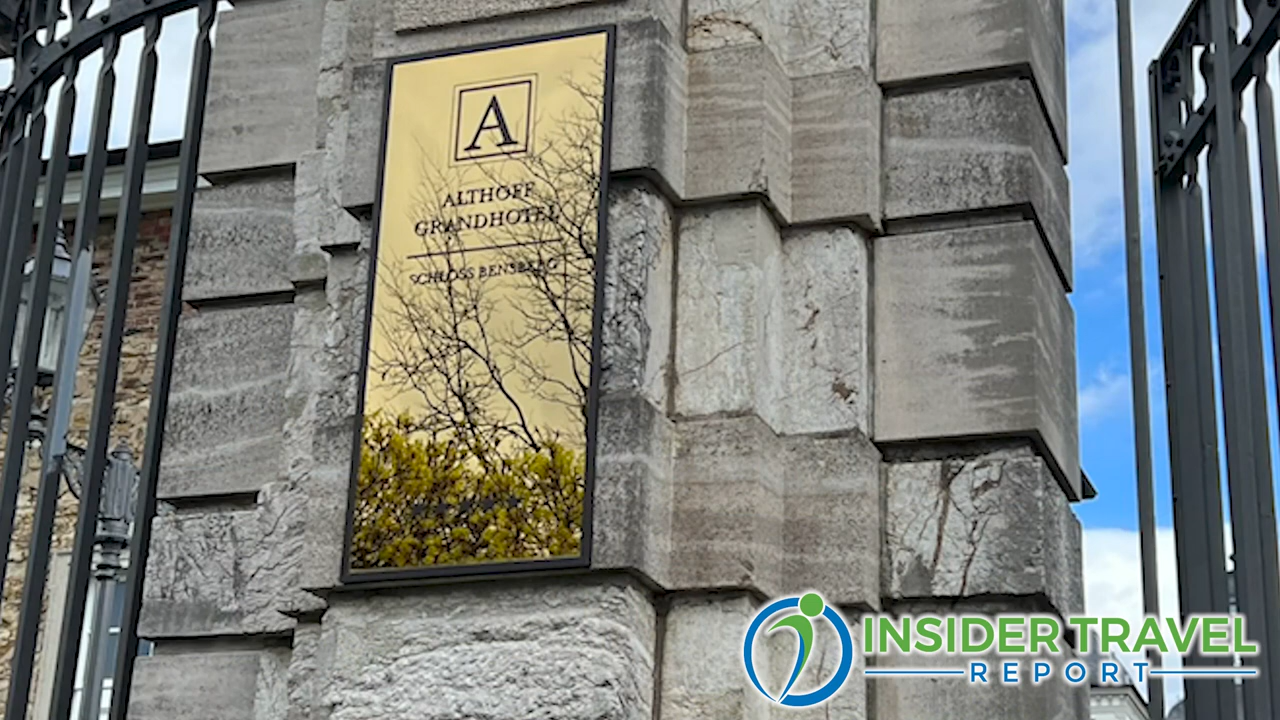 A
ALTHOFF
GRANDHOTEL
SCHLOSS BENSBERG
INSIDER TRAVEL
REPORT